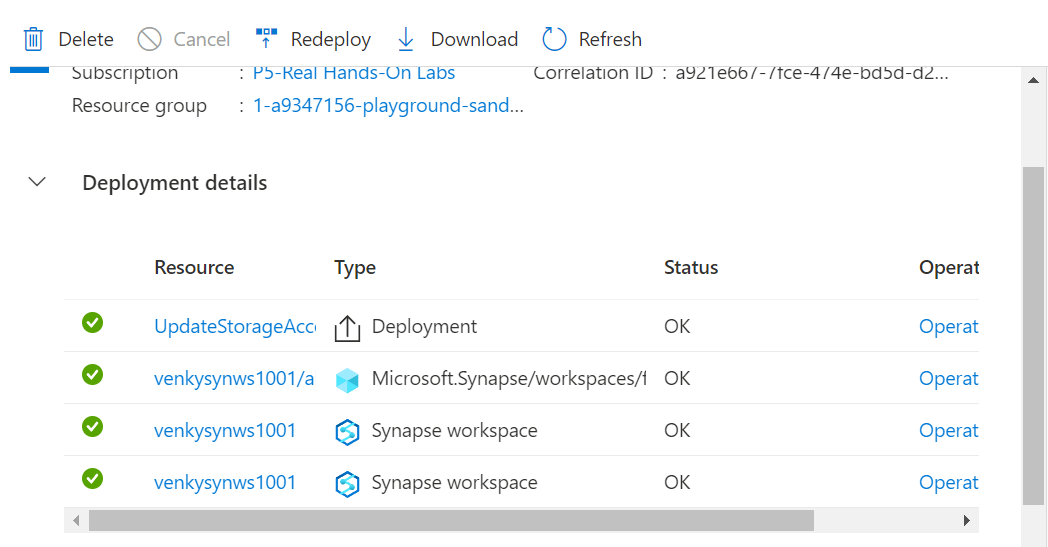 Delete Cancel Redeploy Download Refresh
Subscription : P5-Real Hands-On Labs Correlation ID : a921e667-7fce-474e-bd5d-d2...
Resource group : 1-a9347156-playground-sand...
Deployment details
Resource Type Status Operat
UpdateStorageAcc Deployment OK Operat
venkysynws1001/a Microsoft.Synapse/workspaces/f OK Operat
venkysynws1001 Synapse workspace OK Operat
venkysynws1001 Synapse workspace OK Operat